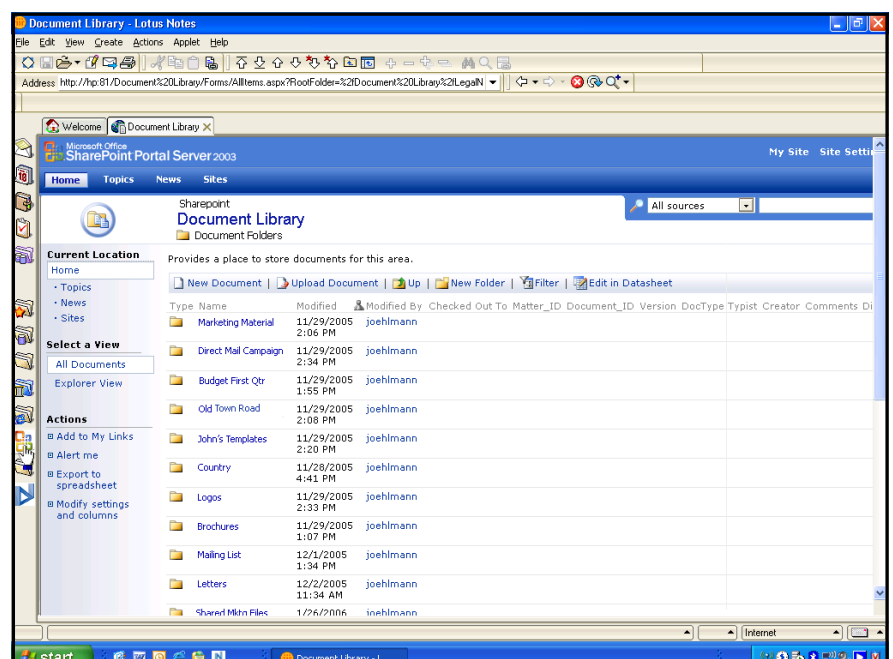 Document Library - Lotus Notes
File Edit View Create Actions Applet Help
Address http://hp:81/Document%20Library/Forms/AllItems.aspx?RootFolder=%2fDocument%20Library%2fLegalN
Welcome Document Library
18
Microsoft Office
SharePoint Portal Server 2003
My Site Site Setti
Home Topics News Sites
Sharepoint
Document Library
Document Folders
All sources
Current Location
Home
Topics
News
Sites
Select a View
All Documents
Explorer View
Actions
Add to My Links
Alert me
Export to
spreadsheet
Modify settings
and columns
Provides a place to store documents for this area.
New Document | Upload Document | Up | New Folder | Filter | Edit in Datasheet
Type Name Modified Modified By Checked Out To Matter_ID Document_ID Version DocType Typist Creator Comments Di
Marketing Material 11/29/2005 joehlmann
2:06 PM
Direct Mail Campaign 11/29/2005 joehlmann
2:34 PM
Budget First Qtr 11/29/2005 joehlmann
1:55 PM
Old Town Road 11/29/2005 joehlmann
2:08 PM
John's Templates 11/29/2005 joehlmann
2:20 PM
Country 11/28/2005 joehlmann
4:41 PM
Logos 11/29/2005 joehlmann
2:33 PM
Brochures 11/29/2005 joehlmann
1:07 PM
Mailing List 12/1/2005 joehlmann
1:34 PM
Letters 12/2/2005 joehlmann
11:34 AM
Shared Mktg Files 1/26/2006 joehlmann
Internet
start Document Library - L